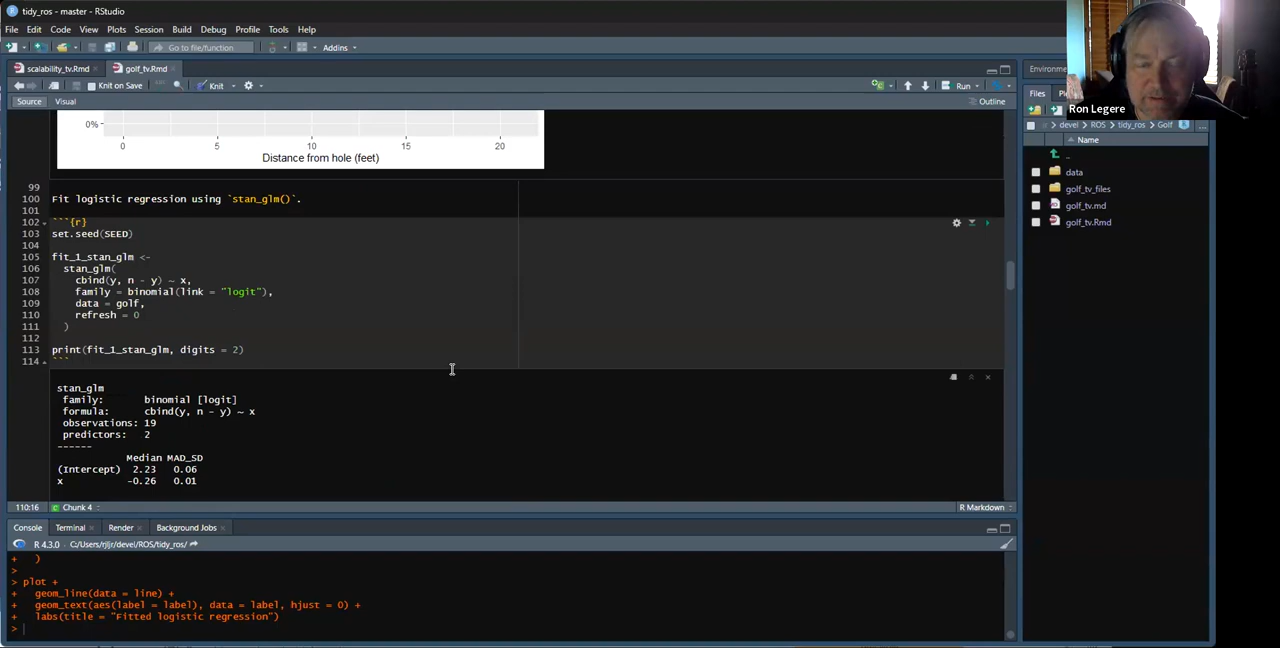 tidy_ros - master - RStudio
File Edit Code View Plots Session Build Debug Profile Tools Help
Go to file/function Addins
scalability_tv.Rmd golf_tv.Rmd
Knit on Save Knit Run
Source Visual Outline
0%
0 5 10 15 20
Distance from hole (feet)
99
100 Fit logistic regression using `stan_glm()`.
101
102 ```{r}
103 set.seed(SEED)
104
105 fit_1_stan_glm <-
106 stan_glm(
107 cbind(y, n - y) ~ x,
108 family = binomial(link = "logit"),
109 data = golf,
110 refresh = 0
111 )
112
113 print(fit_1_stan_glm, digits = 2)
114 ```
stan_glm
family: binomial [logit]
formula: cbind(y, n - y) ~ x
observations: 19
predictors: 2
------
Median MAD_SD
(Intercept) 2.23 0.06
x -0.26 0.01
110:16 Chunk 4 R Markdown
Console Terminal Render Background Jobs
R 4.3.0 · C:/Users/rjljr/devel/ROS/tidy_ros/
+ )
>
> plot +
+ geom_line(data = line) +
+ geom_text(aes(label = label), data = label, hjust = 0) +
+ labs(title = "Fitted logistic regression")
>
Ron Legere
Files
devel ROS tidy_ros Golf
Name
..
data
golf_tv_files
golf_tv.md
golf_tv.Rmd